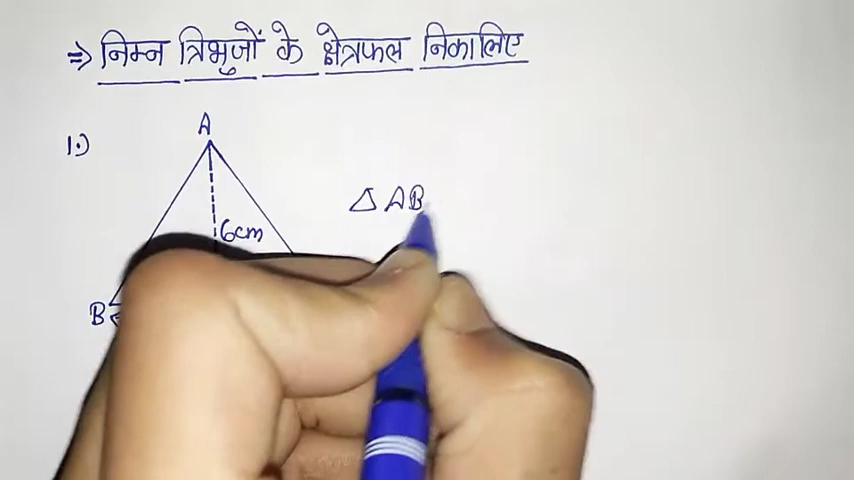 ⇒ निम्न त्रिभुजों के क्षेत्रफल निकालिए
1.)
A
Δ AB
6cm
B